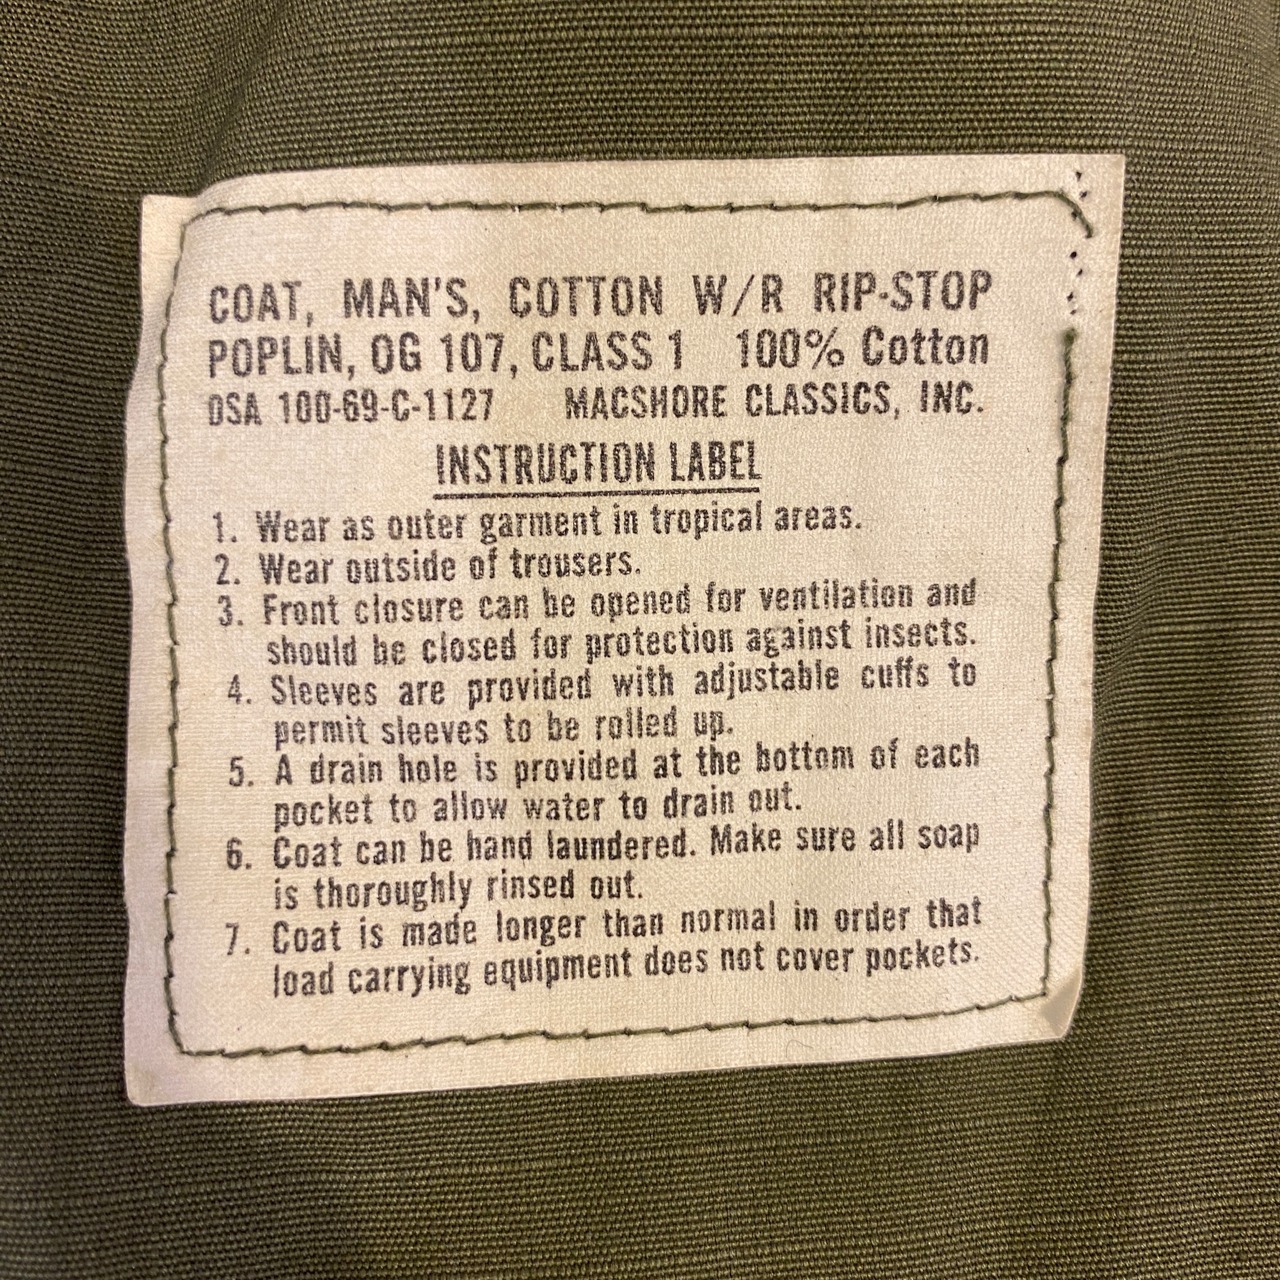 COAT, MAN'S, COTTON W/R RIP-STOP
POPLIN, OG 107, CLASS 1 100% Cotton
DSA 100-69-C-1127 MACSHORE CLASSICS, INC.
INSTRUCTION LABEL
1. Wear as outer garment in tropical areas.
2. Wear outside of trousers.
3. Front closure can be opened for ventilation and
should be closed for protection against insects.
4. Sleeves are provided with adjustable cuffs to
permit sleeves to be rolled up.
5. A drain hole is provided at the bottom of each
pocket to allow water to drain out.
6. Coat can be hand laundered. Make sure all soap
is thoroughly rinsed out.
7. Coat is made longer than normal in order that
load carrying equipment does not cover pockets.